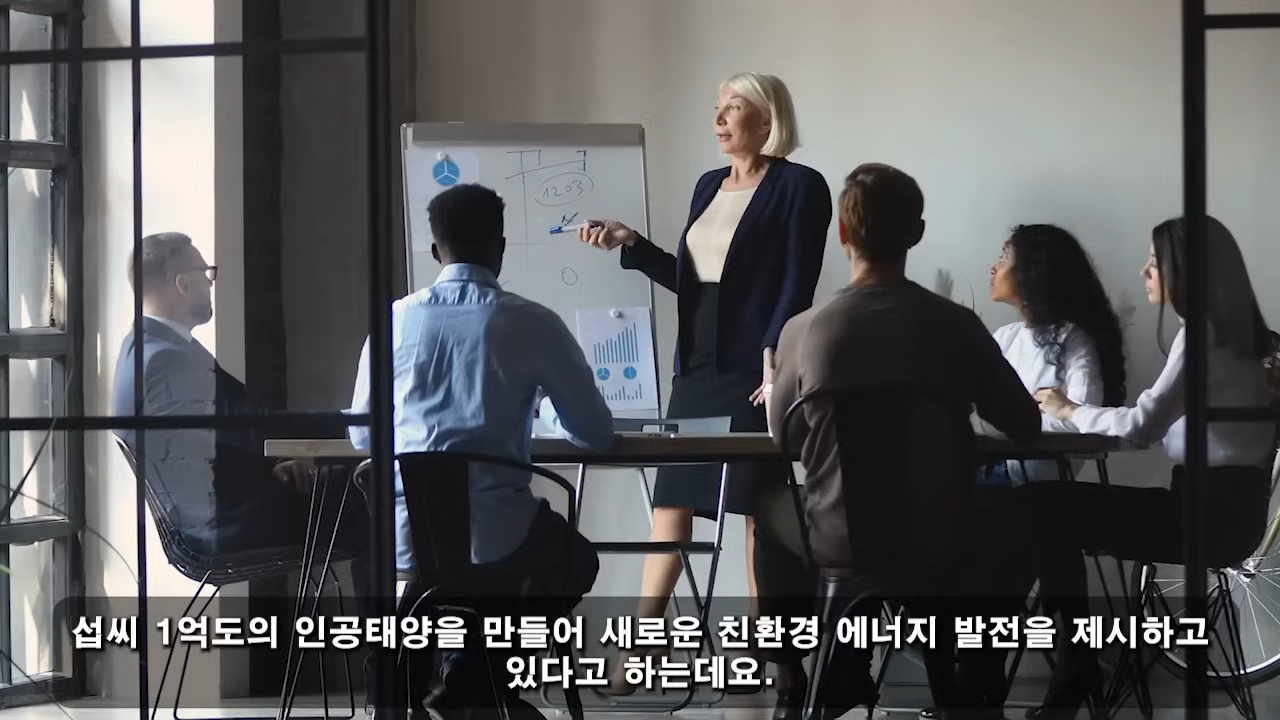 1203
섭씨 1억도의 인공태양을 만들어 새로운 친환경 에너지 발전을 제시하고
있다고 하는데요.